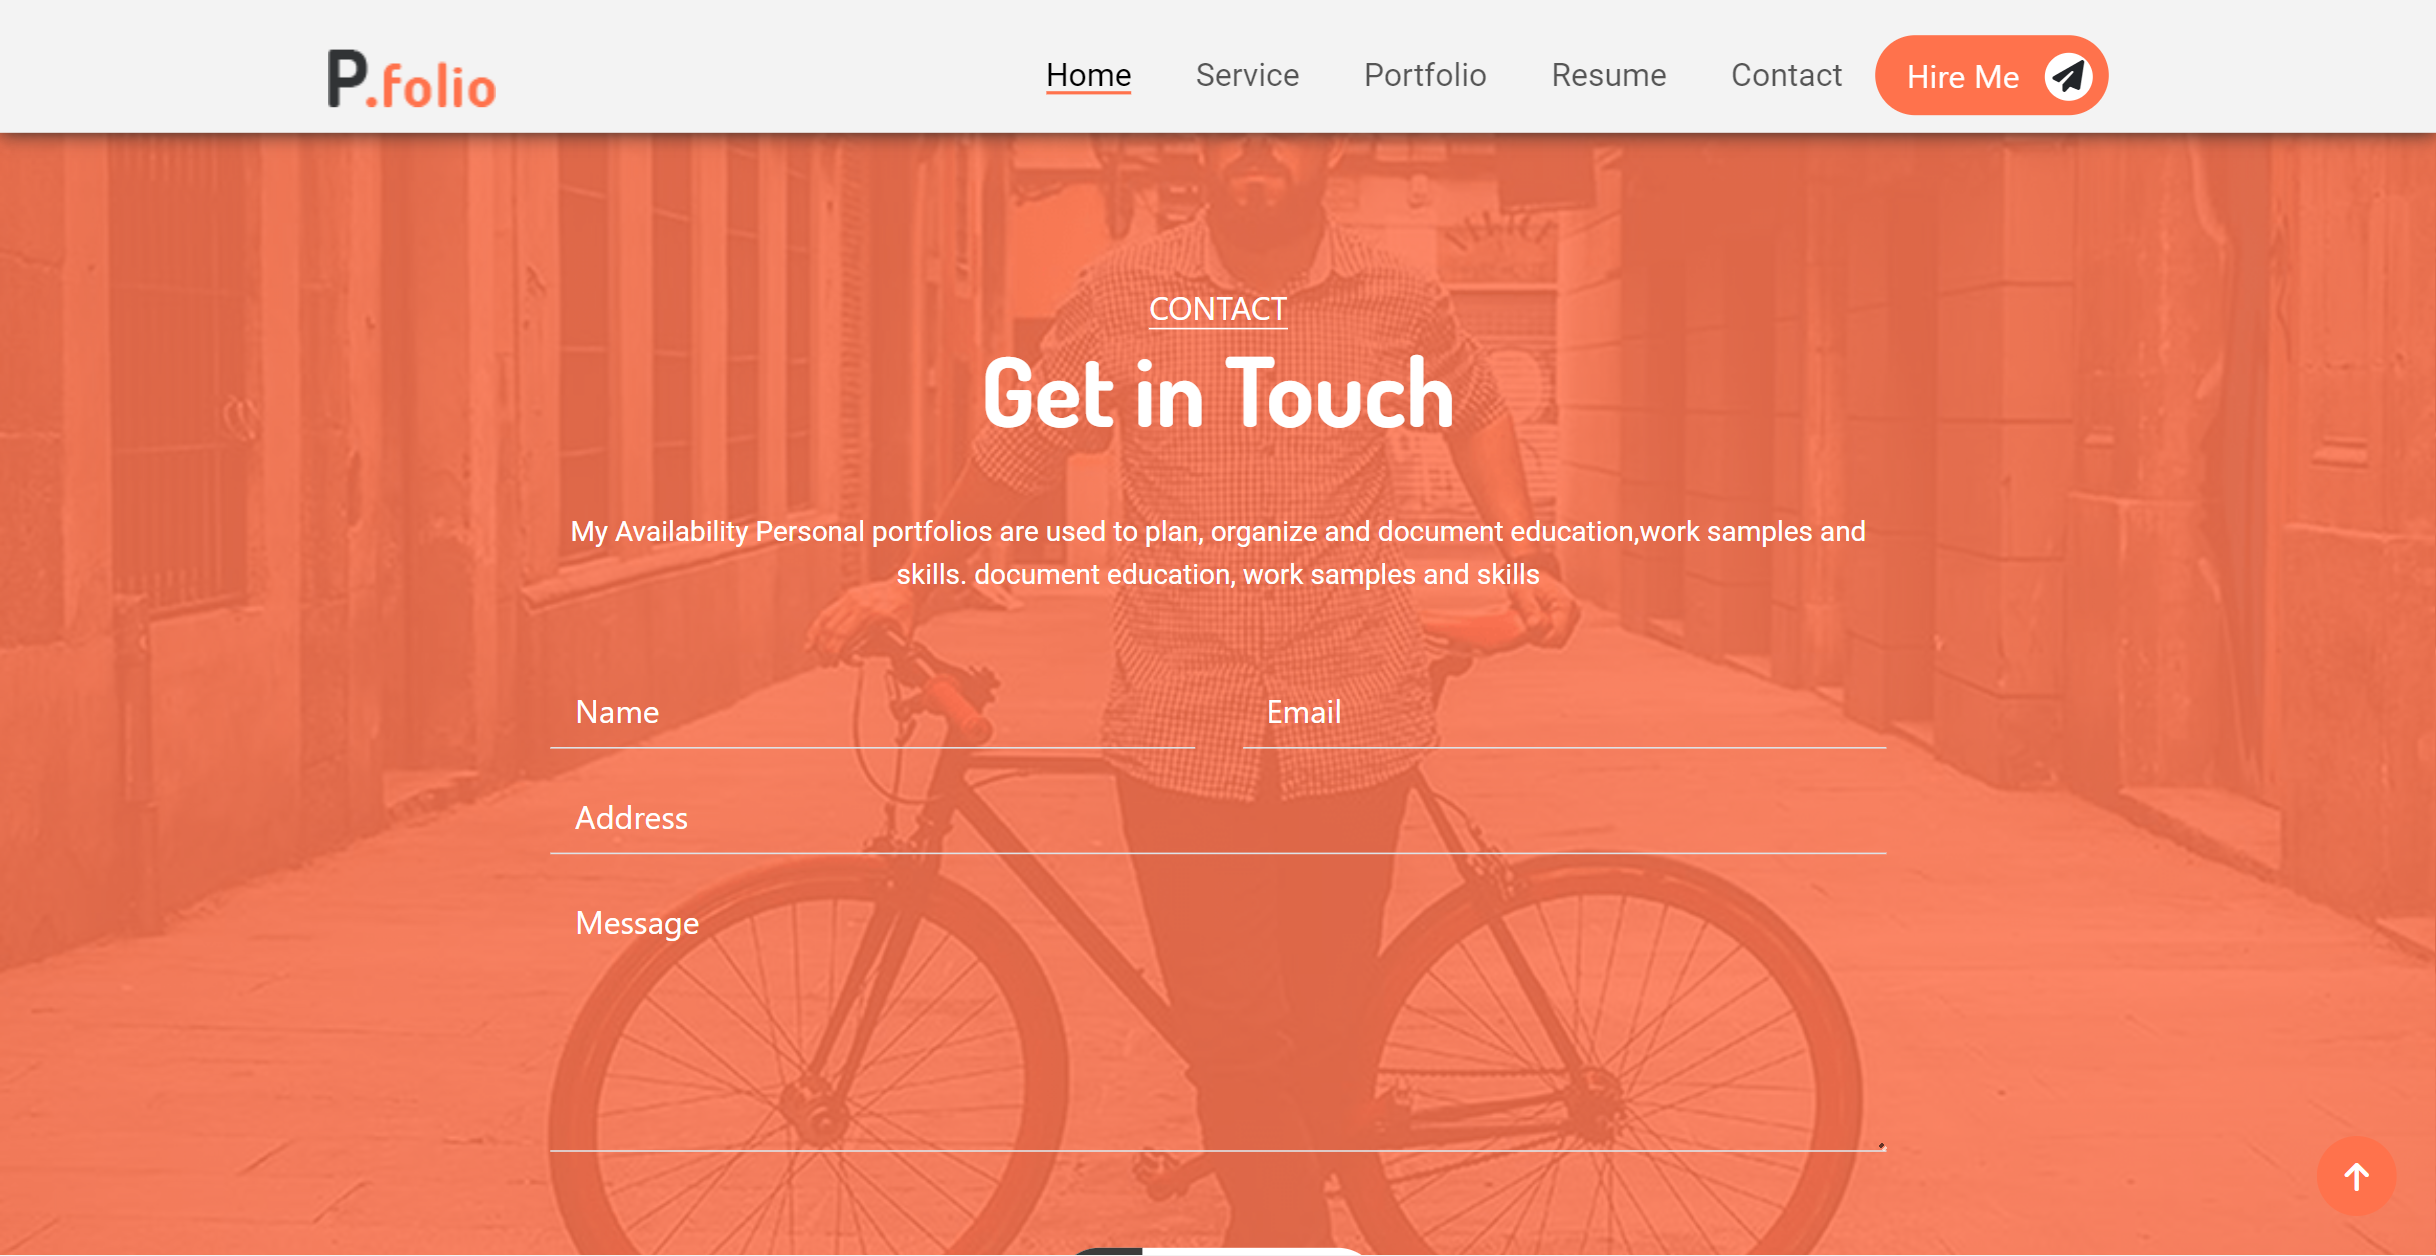 P.folio
Home Service Portfolio Resume Contact Hire Me
CONTACT
Get in Touch
My Availability Personal portfolios are used to plan, organize and document education,work samples and
skills. document education, work samples and skills
Name Email
Address
Message